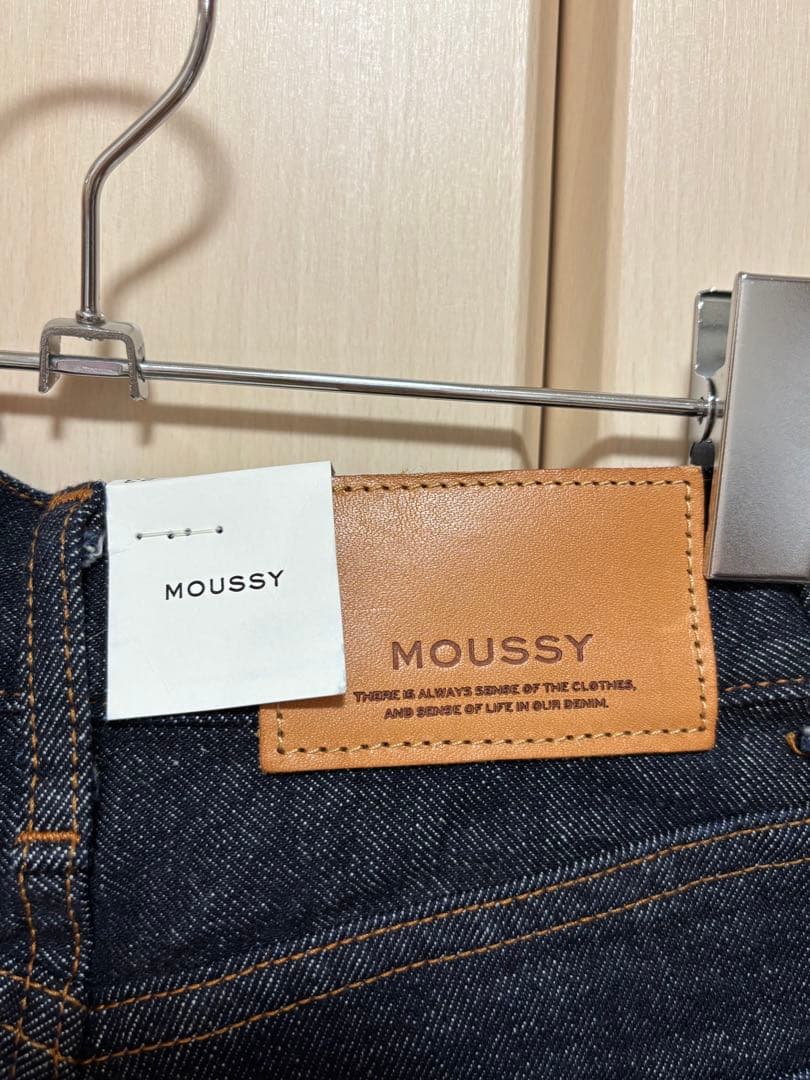 MOUSSY
MOUSSY
THERE IS ALWAYS SENSE OF THE CLOTHES,
AND SENSE OF LIFE IN OUR DENIM.